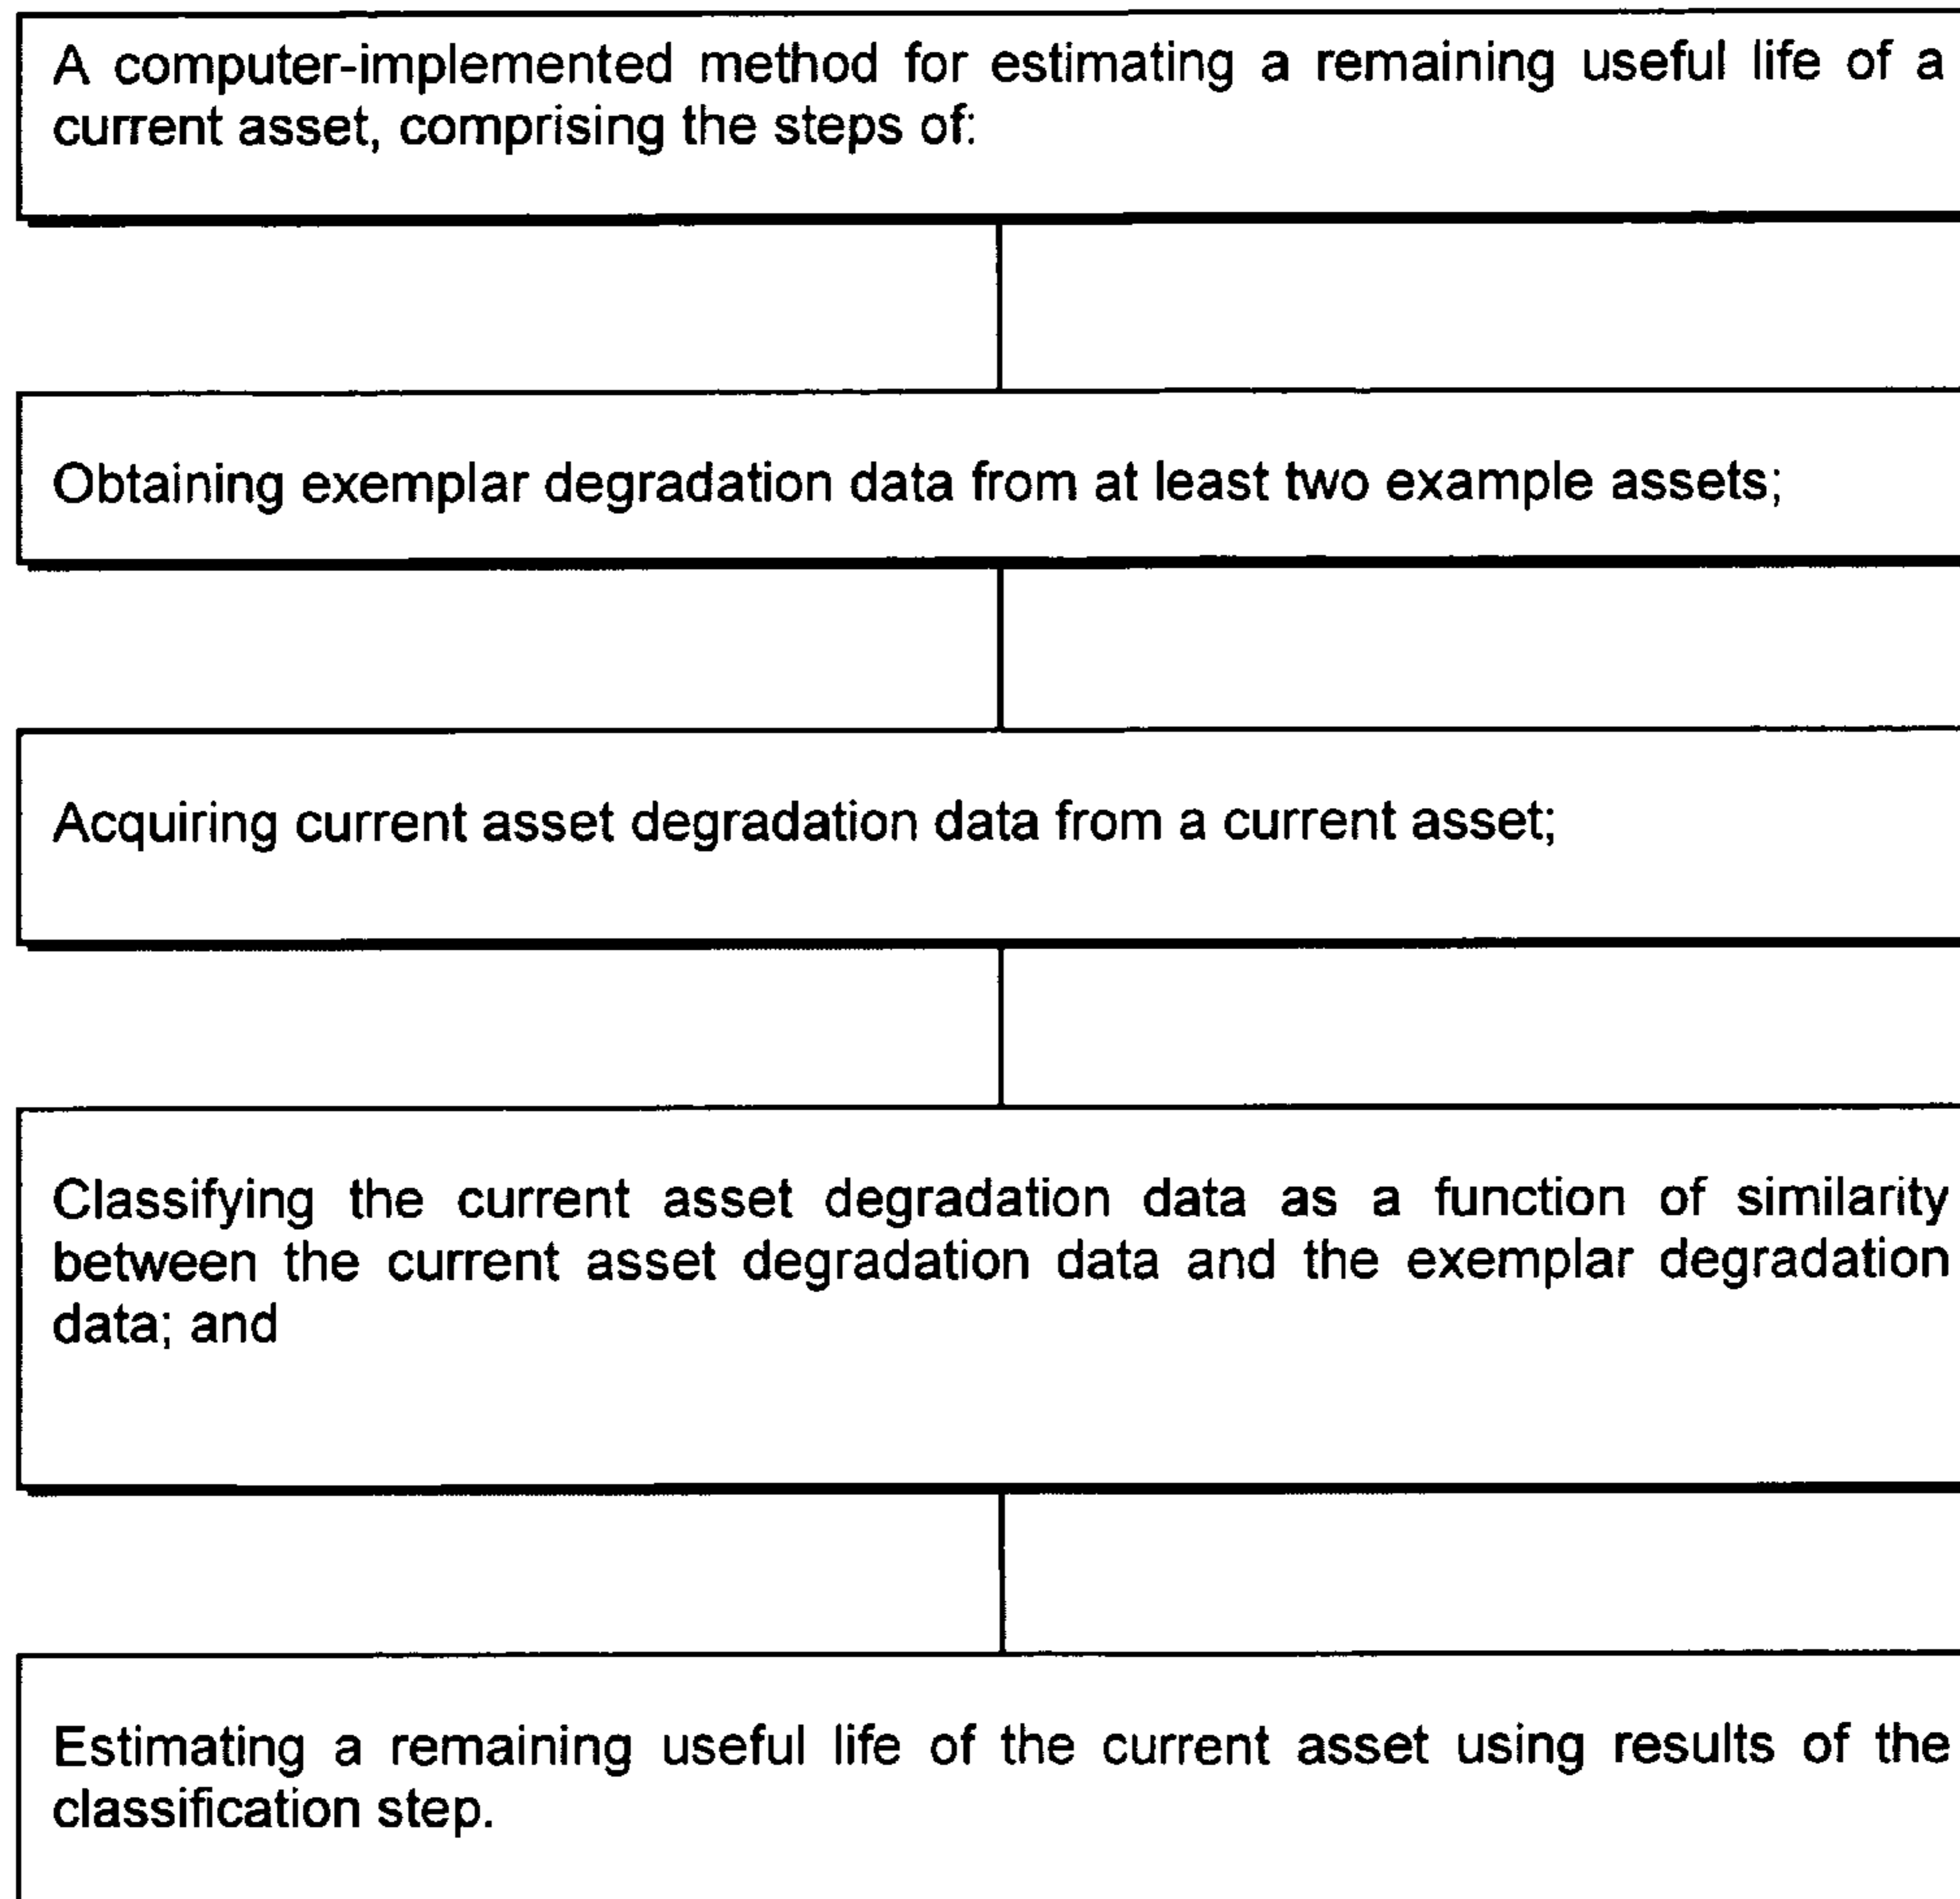 A computer-implemented method for estimating a remaining useful life of a
current asset, comprising the steps of:
Obtaining exemplar degradation data from at least two example assets;
Acquiring current asset degradation data from a current asset;
Classifying the current asset degradation data as a function of similarity
between the current asset degradation data and the exemplar degradation
data; and
Estimating a remaining useful life of the current asset using results of the
classification step.